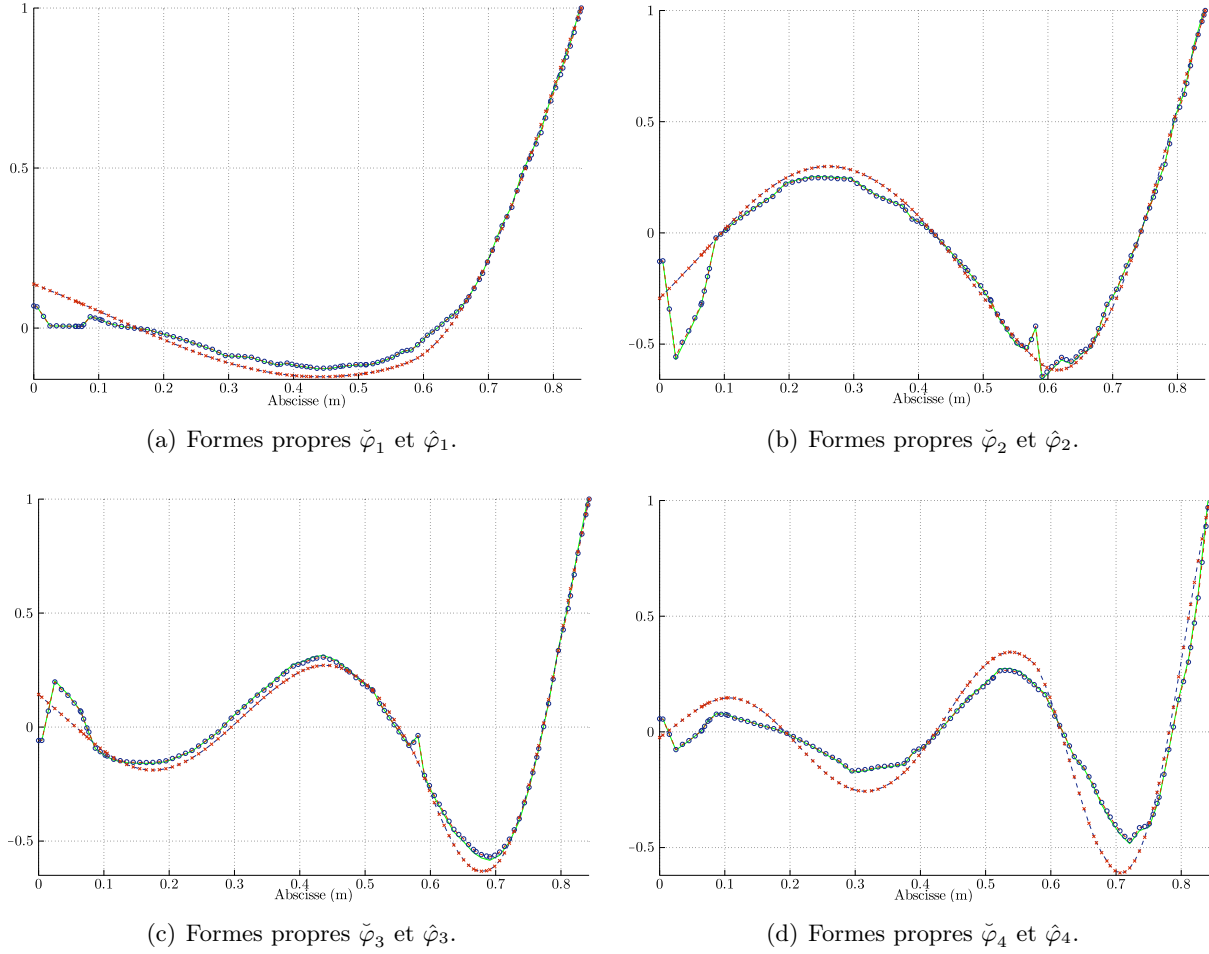 1
0.5
0
0 0.1 0.2 0.3 0.4 0.5 0.6 0.7 0.8
Abscisse (m)
(a) Formes propres φ̆₁ et φ̂₁.
1
0.5
0
−0.5
0 0.1 0.2 0.3 0.4 0.5 0.6 0.7 0.8
Abscisse (m)
(b) Formes propres φ̆₂ et φ̂₂.
1
0.5
0
−0.5
0 0.1 0.2 0.3 0.4 0.5 0.6 0.7 0.8
Abscisse (m)
(c) Formes propres φ̆₃ et φ̂₃.
1
0.5
0
−0.5
0 0.1 0.2 0.3 0.4 0.5 0.6 0.7 0.8
Abscisse (m)
(d) Formes propres φ̆₄ et φ̂₄.